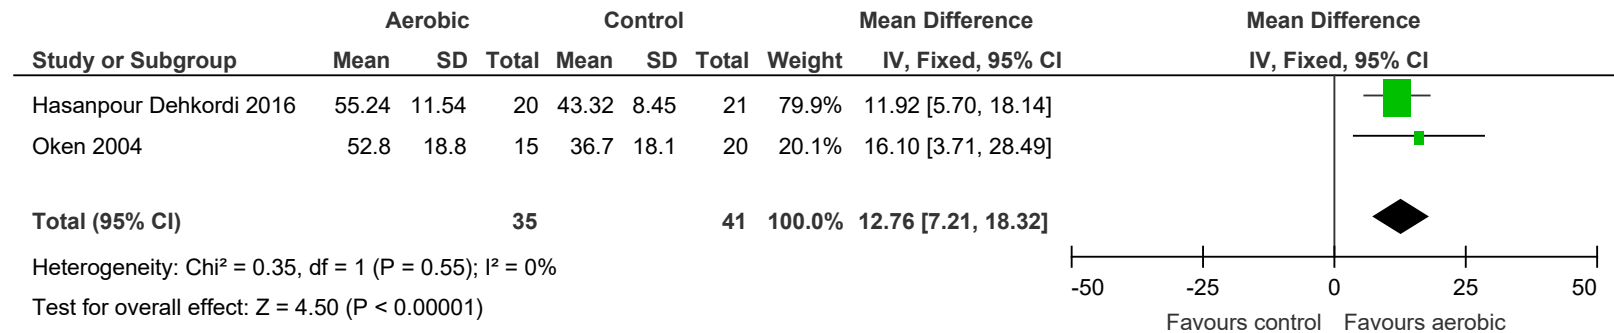 Aerobic Control Mean Difference Mean Difference
Study or Subgroup Mean SD Total Mean SD Total Weight IV, Fixed, 95% CI IV, Fixed, 95% CI
Hasanpour Dehkordi 2016 55.24 11.54 20 43.32 8.45 21 79.9% 11.92 [5.70, 18.14]
Oken 2004 52.8 18.8 15 36.7 18.1 20 20.1% 16.10 [3.71, 28.49]
Total (95% CI) 35 41 100.0% 12.76 [7.21, 18.32]
Heterogeneity: Chi² = 0.35, df = 1 (P = 0.55); I² = 0%
Test for overall effect: Z = 4.50 (P < 0.00001)
-50 -25 0 25 50
Favours control Favours aerobic